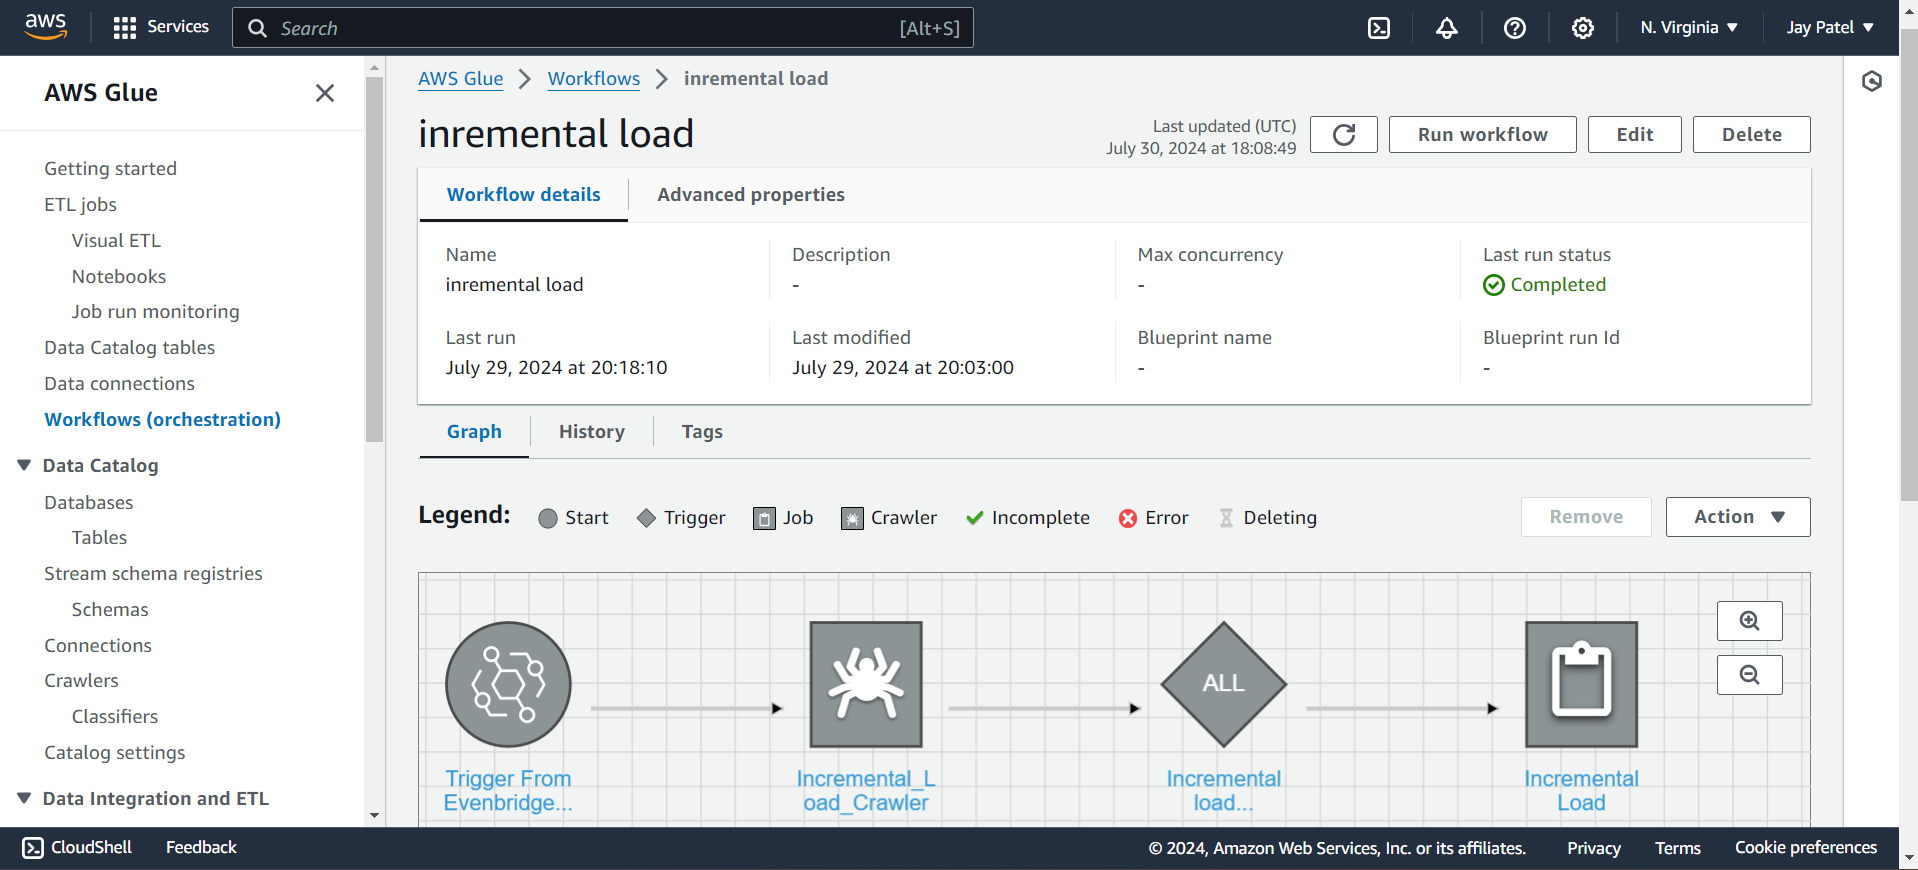 aws
Services
Search
[Alt+S]
N. Virginia
Jay Patel
AWS Glue
Getting started
ETL jobs
Visual ETL
Notebooks
Job run monitoring
Data Catalog tables
Data connections
Workflows (orchestration)
Data Catalog
Databases
Tables
Stream schema registries
Schemas
Connections
Crawlers
Classifiers
Catalog settings
Data Integration and ETL
AWS Glue
Workflows
inremental load
inremental load
Last updated (UTC)
July 30, 2024 at 18:08:49
Run workflow
Edit
Delete
Workflow details
Advanced properties
Name
inremental load
Description
-
Max concurrency
-
Last run status
Completed
Last run
July 29, 2024 at 20:18:10
Last modified
July 29, 2024 at 20:03:00
Blueprint name
-
Blueprint run Id
-
Graph
History
Tags
Legend:
Start
Trigger
Job
Crawler
Incomplete
Error
Deleting
Remove
Action
ALL
Trigger From
Evenbridge...
Incremental_L
oad_Crawler
Incremental
load...
Incremental
Load
CloudShell
Feedback
© 2024, Amazon Web Services, Inc. or its affiliates.
Privacy
Terms
Cookie preferences